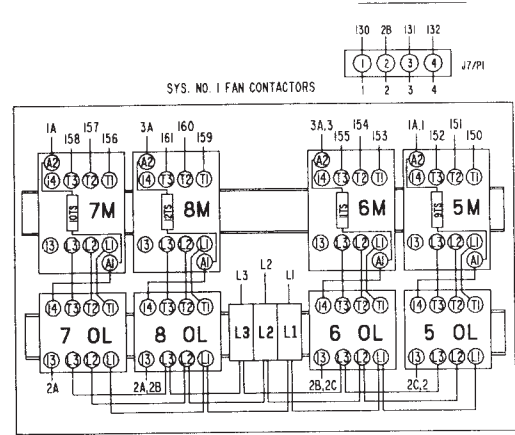 130 2B 131 132
1 2 3 4 J7/P1
1 2 3 4
SYS. NO. 1 FAN CONTACTORS
1A 158 157 156 3A 161 160 159 3A,3 155 154 153 1A,1 152 151 150
A2 A2 A2 A2
14 T3 T2 T1 14 T3 T2 T1 14 T3 T2 T1 14 T3 T2 T1
10TS 7M 12TS 8M 11TS 6M 9TS 5M
13 L3 L2 L1 13 L3 L2 L1 13 L3 L2 L1 13 L3 L2 L1
A1 A1 A1 A1
L3 L2 L1
14 T3 T2 T1 14 T3 T2 T1 14 T3 T2 T1 14 T3 T2 T1
7 OL 8 OL L3 L2 L1 6 OL 5 OL
13 L3 L2 L1 13 L3 L2 L1 13 L3 L2 L1 13 L3 L2 L1
2A 2A,2B 2B,2C 2C,2